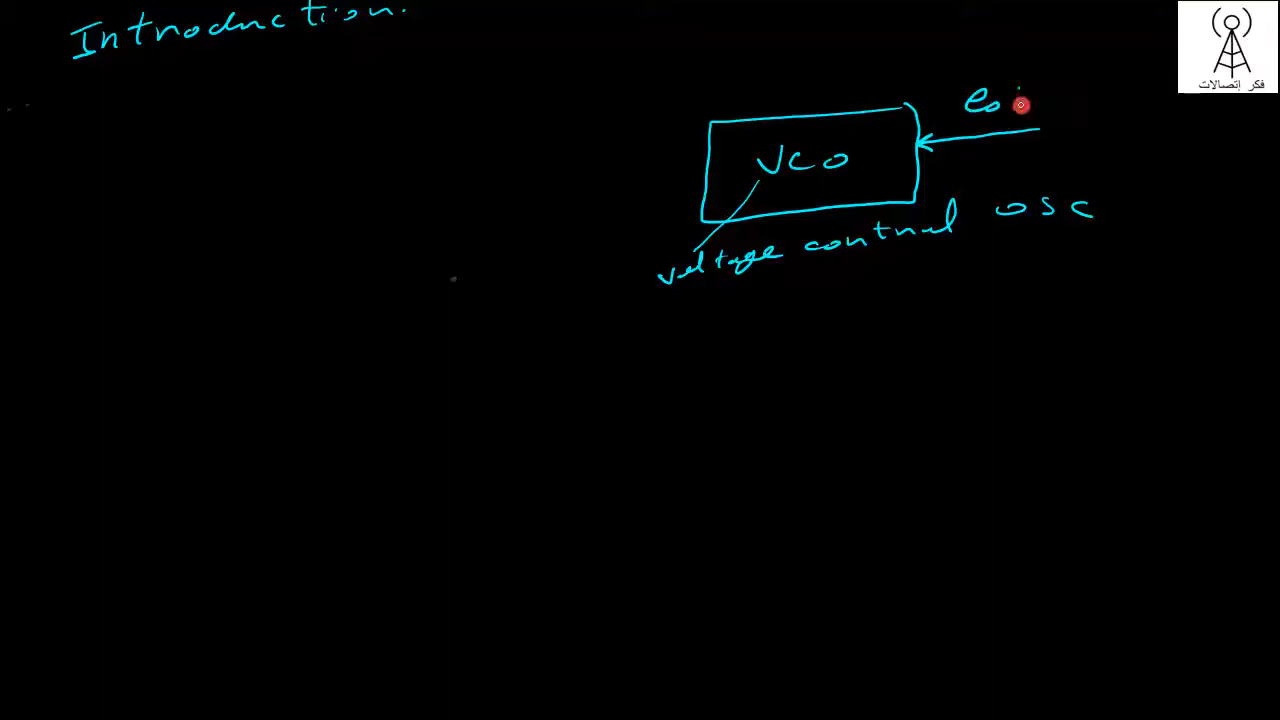 Introduction.
فكر إتصالات
eo
VCO
voltage control osc